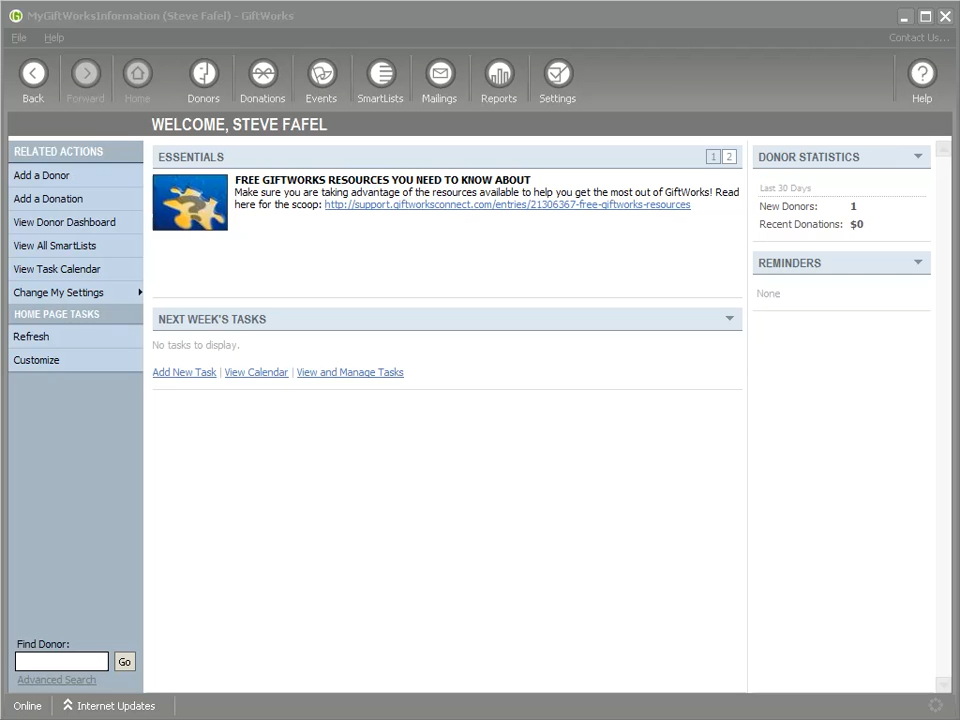 MyGiftWorksInformation (Steve Fafel) - GiftWorks
File Help Contact Us...
Back Forward Home Donors Donations Events SmartLists Mailings Reports Settings Help
WELCOME, STEVE FAFEL
RELATED ACTIONS
Add a Donor
Add a Donation
View Donor Dashboard
View All SmartLists
View Task Calendar
Change My Settings
HOME PAGE TASKS
Refresh
Customize
Find Donor:
Go
Advanced Search
ESSENTIALS 1 2
FREE GIFTWORKS RESOURCES YOU NEED TO KNOW ABOUT
Make sure you are taking advantage of the resources available to help you get the most out of GiftWorks! Read
here for the scoop: http://support.giftworksconnect.com/entries/21306367-free-giftworks-resources
NEXT WEEK'S TASKS
No tasks to display.
Add New Task | View Calendar | View and Manage Tasks
DONOR STATISTICS
Last 30 Days
New Donors: 1
Recent Donations: $0
REMINDERS
None
Online Internet Updates